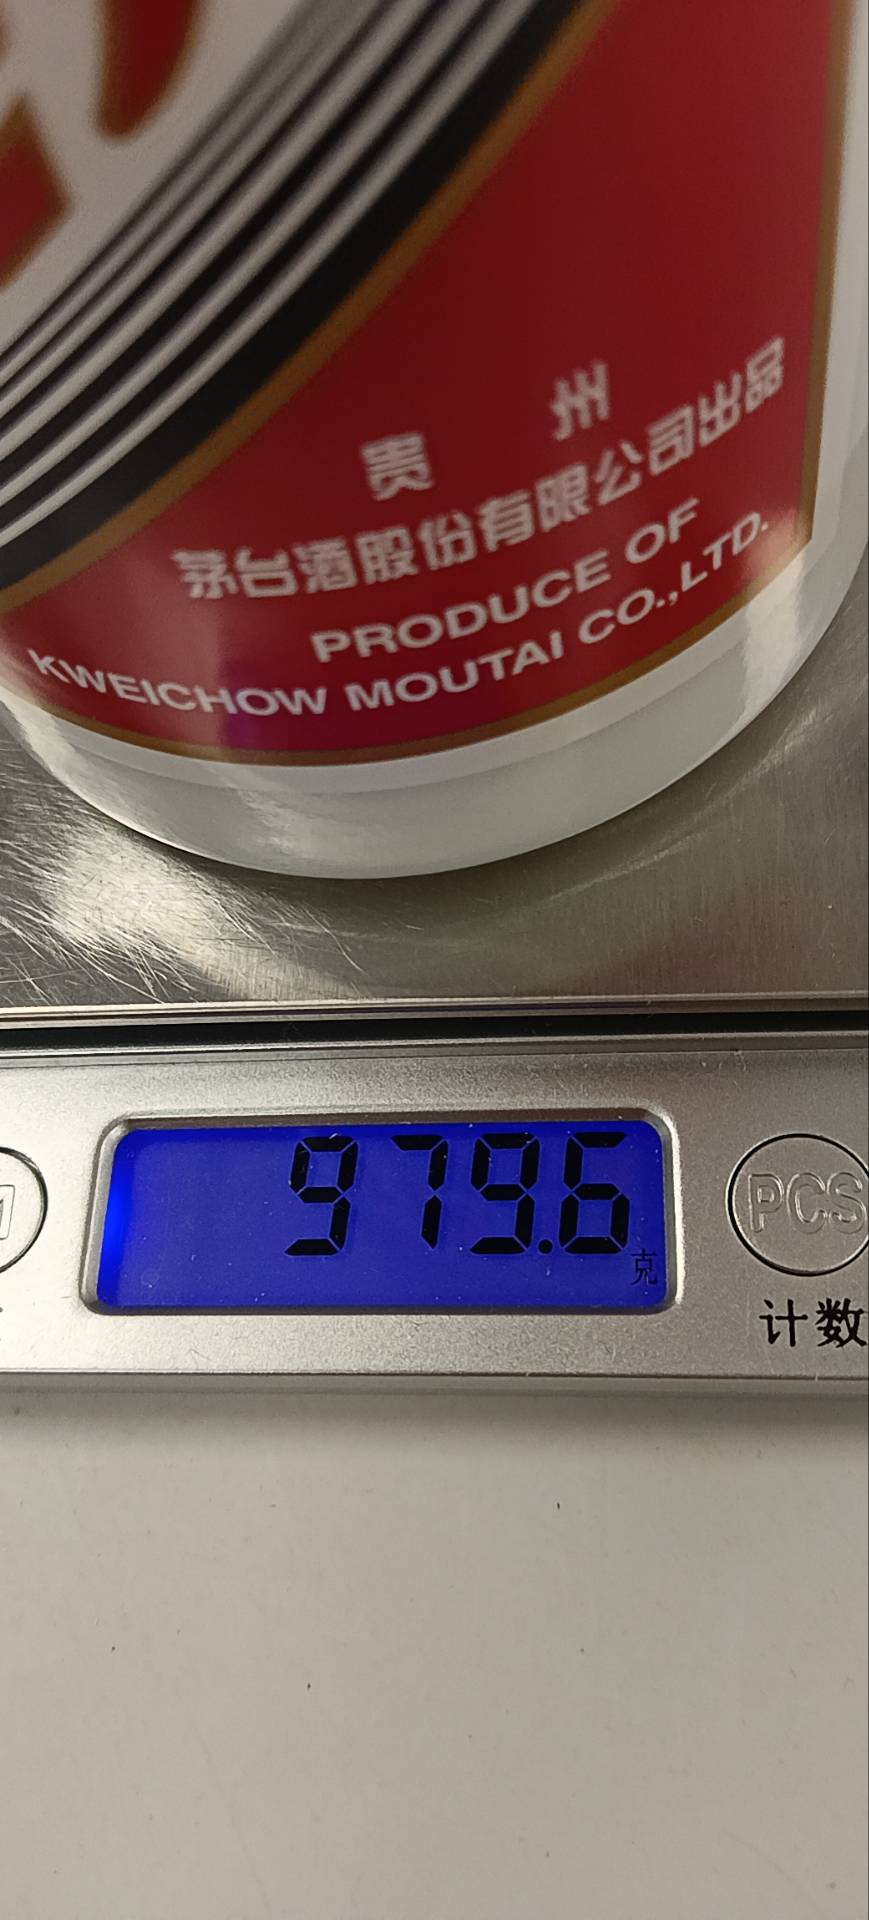 贵 州
茅台酒股份有限公司出品
PRODUCE OF
KWEICHOW MOUTAI CO.,LTD.
979.6
克
PCS
计数